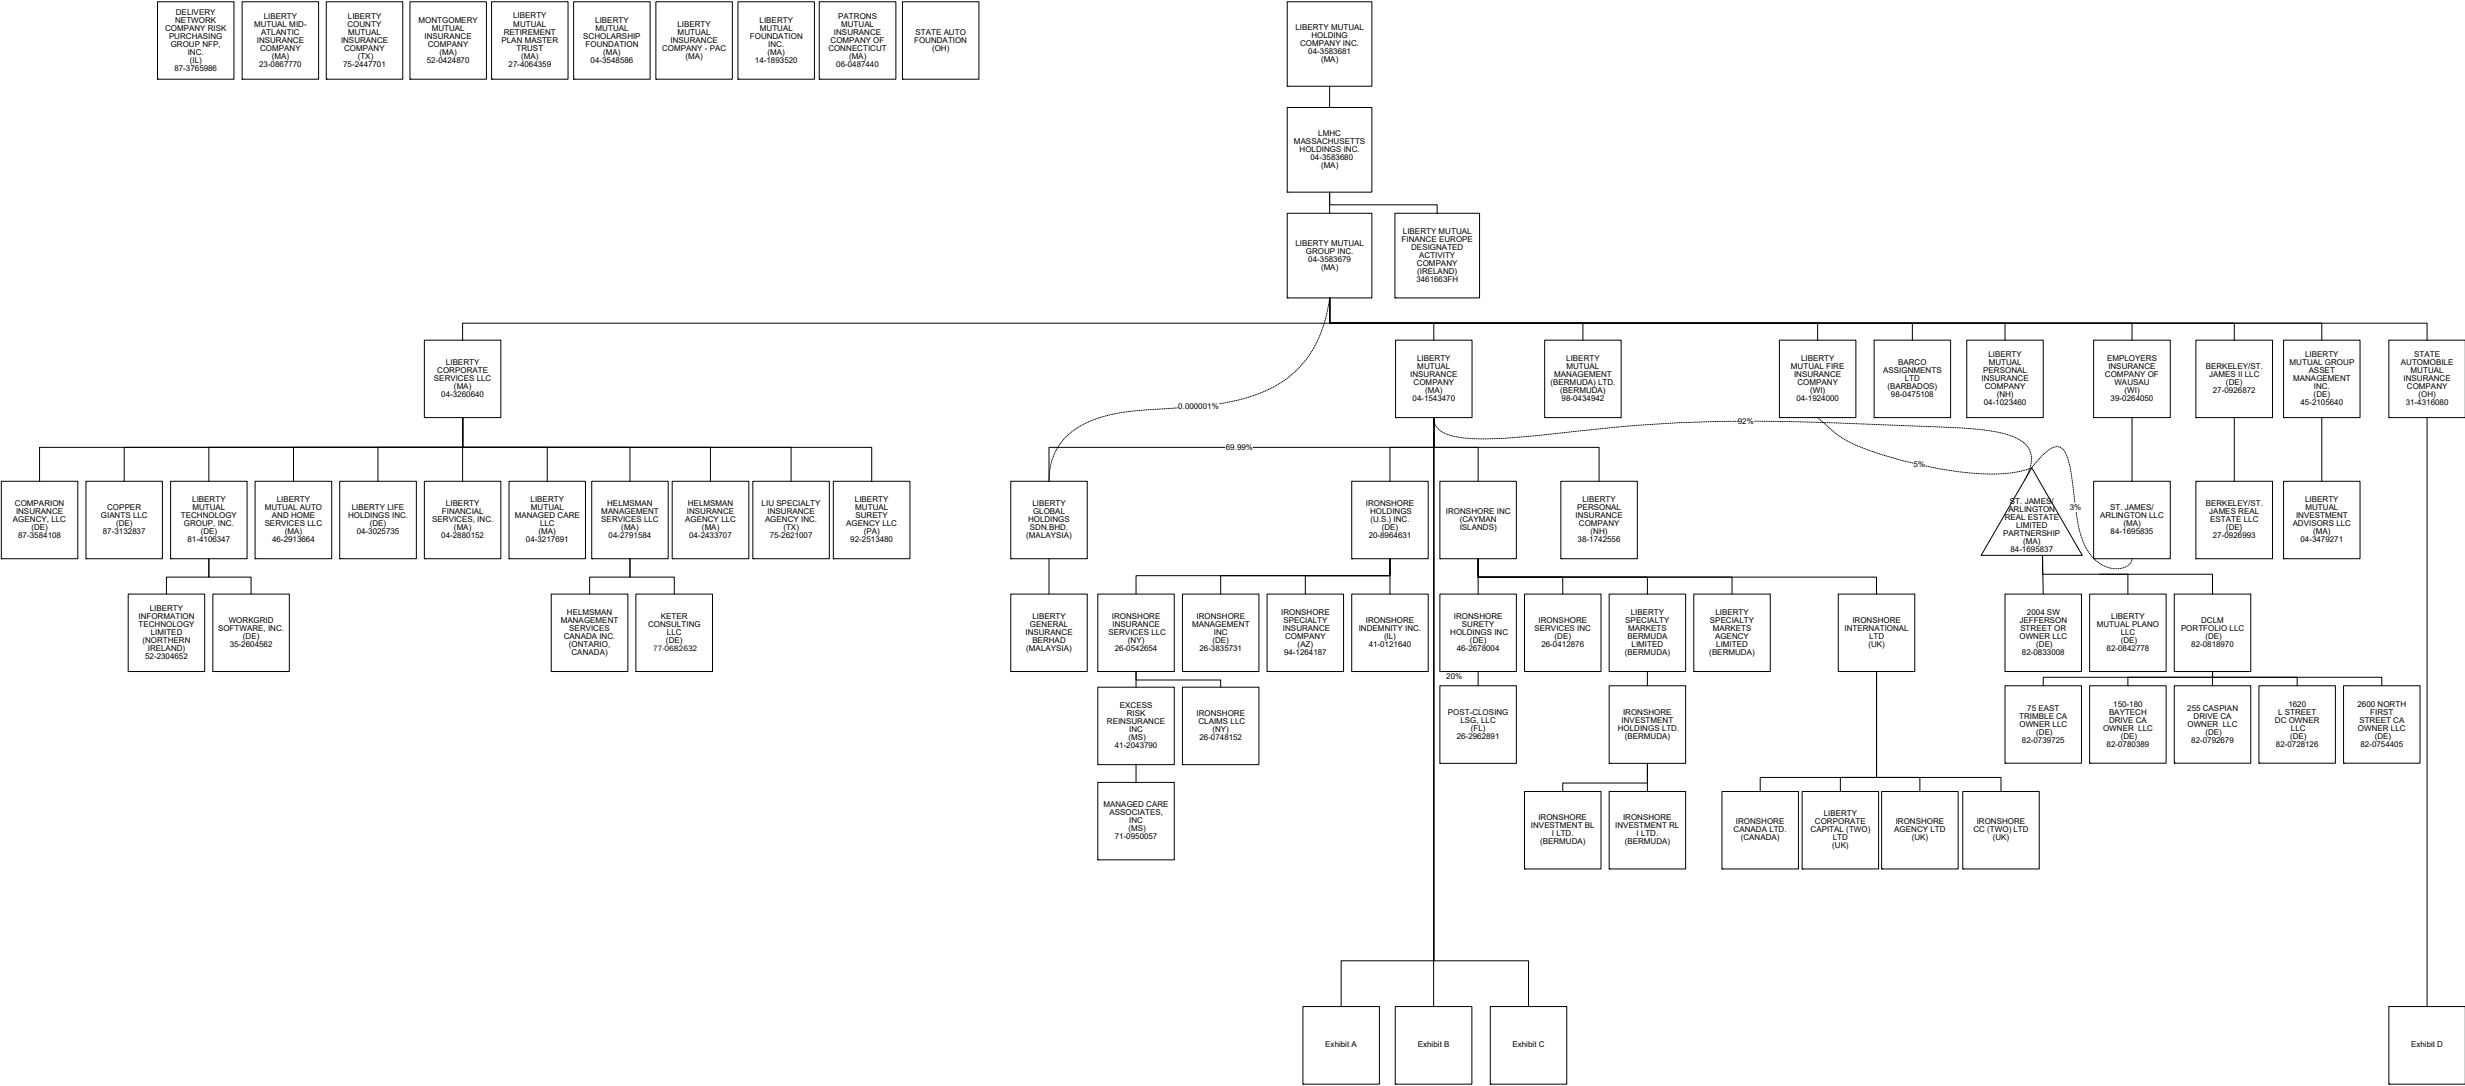 DELIVERY
NETWORK
COMPANY RISK
PURCHASING
GROUP NFP,
INC.
(IL)
87-3765986
LIBERTY
MUTUAL MID-
ATLANTIC
INSURANCE
COMPANY
(MA)
23-0867770
LIBERTY
COUNTY
MUTUAL
INSURANCE
COMPANY
(TX)
75-2447701
MONTGOMERY
MUTUAL
INSURANCE
COMPANY
(MA)
52-0424870
LIBERTY
MUTUAL
RETIREMENT
PLAN MASTER
TRUST
(MA)
27-4064359
LIBERTY
MUTUAL
SCHOLARSHIP
FOUNDATION
(MA)
04-3548586
LIBERTY
MUTUAL
INSURANCE
COMPANY - PAC
(MA)
LIBERTY
MUTUAL
FOUNDATION
INC.
(MA)
14-1893520
PATRONS
MUTUAL
INSURANCE
COMPANY OF
CONNECTICUT
(MA)
06-0487440
STATE AUTO
FOUNDATION
(OH)
LIBERTY MUTUAL
HOLDING
COMPANY INC.
04-3583681
(MA)
LMHC
MASSACHUSETTS
HOLDINGS INC.
04-3583680
(MA)
LIBERTY MUTUAL
GROUP INC.
04-3583679
(MA)
LIBERTY MUTUAL
FINANCE EUROPE
DESIGNATED
ACTIVITY
COMPANY
(IRELAND)
3461663FH
LIBERTY
CORPORATE
SERVICES LLC
(MA)
04-3260640
LIBERTY
MUTUAL
INSURANCE
COMPANY
(MA)
04-1543470
LIBERTY
MUTUAL
MANAGEMENT
(BERMUDA) LTD.
(BERMUDA)
98-0434942
LIBERTY
MUTUAL FIRE
INSURANCE
COMPANY
(WI)
04-1924000
BARCO
ASSIGNMENTS
LTD
(BARBADOS)
98-0475108
LIBERTY
MUTUAL
PERSONAL
INSURANCE
COMPANY
(NH)
04-1023460
EMPLOYERS
INSURANCE
COMPANY OF
WAUSAU
(WI)
39-0264050
BERKELEY/ST.
JAMES II LLC
(DE)
27-0926872
LIBERTY
MUTUAL GROUP
ASSET
MANAGEMENT
INC.
(DE)
45-2105640
STATE
AUTOMOBILE
MUTUAL
INSURANCE
COMPANY
(OH)
31-4316080
0.000001%
69.99%
92%
5%
3%
COMPARION
INSURANCE
AGENCY, LLC
(DE)
87-3584108
COPPER
GIANTS LLC
(DE)
87-3132837
LIBERTY
MUTUAL
TECHNOLOGY
GROUP, INC.
(DE)
81-4106347
LIBERTY
MUTUAL AUTO
AND HOME
SERVICES LLC
(MA)
46-2913664
LIBERTY LIFE
HOLDINGS INC.
(DE)
04-3025735
LIBERTY
FINANCIAL
SERVICES, INC.
(MA)
04-2880152
LIBERTY
MUTUAL
MANAGED CARE
LLC
(MA)
04-3217691
HELMSMAN
MANAGEMENT
SERVICES LLC
(MA)
04-2791584
HELMSMAN
INSURANCE
AGENCY LLC
(MA)
04-2433707
LIU SPECIALTY
INSURANCE
AGENCY INC.
(TX)
75-2621007
LIBERTY
MUTUAL
SURETY
AGENCY LLC
(PA)
92-2513480
LIBERTY
GLOBAL
HOLDINGS
SDN.BHD.
(MALAYSIA)
IRONSHORE
HOLDINGS
(U.S.) INC.
(DE)
20-8964631
IRONSHORE INC
(CAYMAN
ISLANDS)
LIBERTY
PERSONAL
INSURANCE
COMPANY
(NH)
38-1742556
ST. JAMES/
ARLINGTON
REAL ESTATE
LIMITED
PARTNERSHIP
(MA)
84-1695837
ST. JAMES/
ARLINGTON LLC
(MA)
84-1695835
BERKELEY/ST.
JAMES REAL
ESTATE LLC
(DE)
27-0926993
LIBERTY
MUTUAL
INVESTMENT
ADVISORS LLC
(MA)
04-3479271
LIBERTY
INFORMATION
TECHNOLOGY
LIMITED
(NORTHERN
IRELAND)
52-2304652
WORKGRID
SOFTWARE, INC.
(DE)
35-2604562
HELMSMAN
MANAGEMENT
SERVICES
CANADA INC.
(ONTARIO,
CANADA)
KETER
CONSULTING
LLC
(DE)
77-0682632
LIBERTY
GENERAL
INSURANCE
BERHAD
(MALAYSIA)
IRONSHORE
INSURANCE
SERVICES LLC
(NY)
26-0542654
IRONSHORE
MANAGEMENT
INC
(DE)
26-3835731
IRONSHORE
SPECIALTY
INSURANCE
COMPANY
(AZ)
94-1264187
IRONSHORE
INDEMNITY INC.
(IL)
41-0121640
IRONSHORE
SURETY
HOLDINGS INC
(DE)
46-2678004
IRONSHORE
SERVICES INC
(DE)
26-0412876
LIBERTY
SPECIALTY
MARKETS
BERMUDA
LIMITED
(BERMUDA)
LIBERTY
SPECIALTY
MARKETS
AGENCY
LIMITED
(BERMUDA)
IRONSHORE
INTERNATIONAL
LTD
(UK)
2004 SW
JEFFERSON
STREET OR
OWNER LLC
(DE)
82-0833008
LIBERTY
MUTUAL PLANO
LLC
(DE)
82-0842778
DCLM
PORTFOLIO LLC
(DE)
82-0818970
20%
EXCESS
RISK
REINSURANCE
INC
(MS)
41-2043790
IRONSHORE
CLAIMS LLC
(NY)
26-0748152
POST-CLOSING
LSG, LLC
(FL)
26-2962891
IRONSHORE
INVESTMENT
HOLDINGS LTD.
(BERMUDA)
75 EAST
TRIMBLE CA
OWNER LLC
(DE)
82-0739725
150-180
BAYTECH
DRIVE CA
OWNER LLC
(DE)
82-0780389
255 CASPIAN
DRIVE CA
OWNER LLC
(DE)
82-0792679
1620
L STREET
DC OWNER
LLC
(DE)
82-0728126
2600 NORTH
FIRST
STREET CA
OWNER LLC
(DE)
82-0754405
MANAGED CARE
ASSOCIATES,
INC
(MS)
71-0950057
IRONSHORE
INVESTMENT BL
I LTD.
(BERMUDA)
IRONSHORE
INVESTMENT RL
I LTD.
(BERMUDA)
IRONSHORE
CANADA LTD.
(CANADA)
LIBERTY
CORPORATE
CAPITAL (TWO)
LTD
(UK)
IRONSHORE
AGENCY LTD
(UK)
IRONSHORE
CC (TWO) LTD
(UK)
Exhibit A
Exhibit B
Exhibit C
Exhibit D